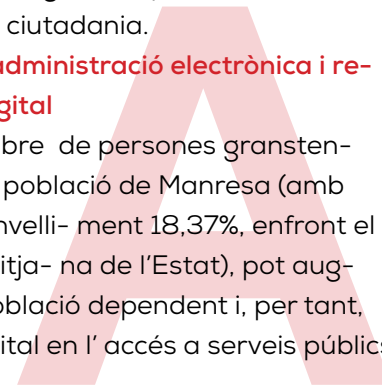 ciutadania.
administració electrònica i re-
gital
bre de persones gransten-
població de Manresa (amb
nvelli- ment 18,37%, enfront el
itja- na de l'Estat), pot aug-
oblació dependent i, per tant,
ital en l' accés a serveis públics